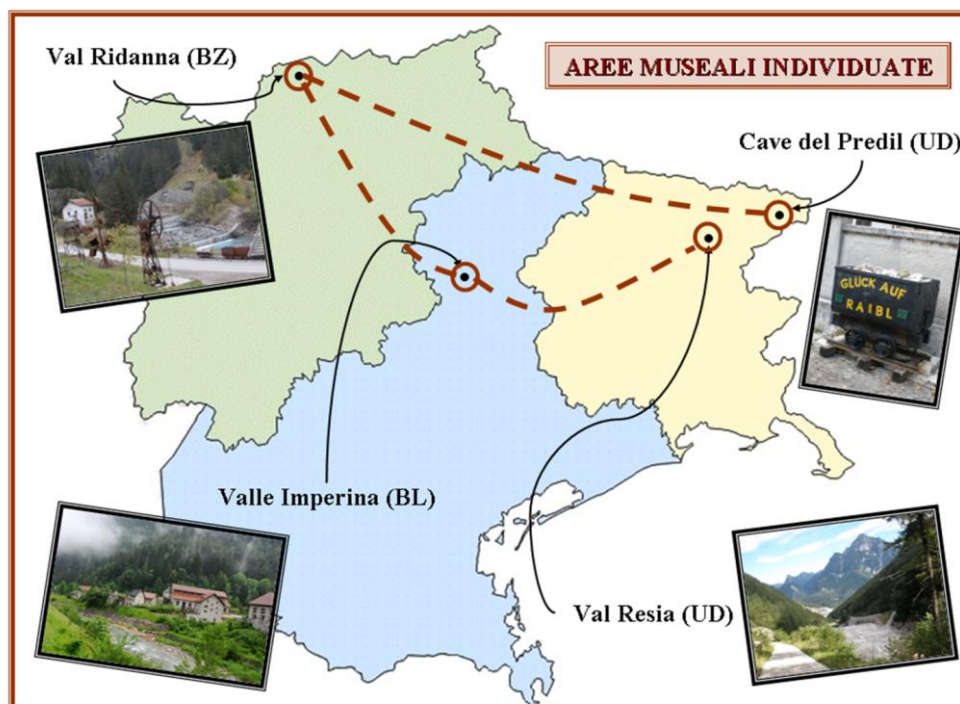 Val Ridanna (BZ)
AREE MUSEALI INDIVIDUATE
Cave del Predil (UD)
GLÜCK AUF
RAIBL
Valle Imperina (BL)
Val Resia (UD)